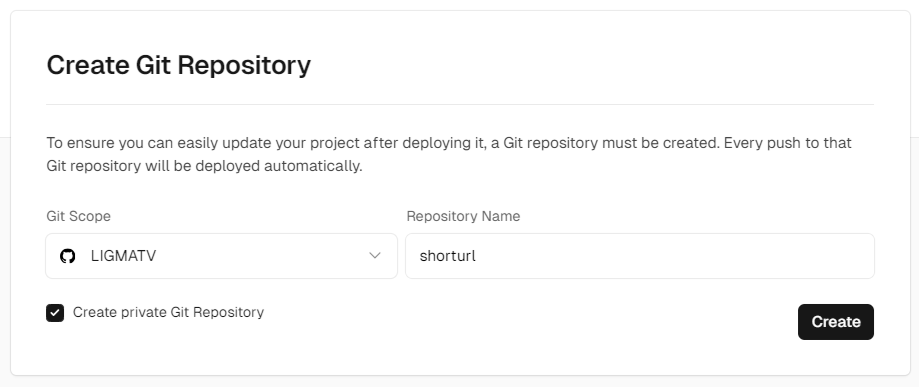 Create Git Repository
To ensure you can easily update your project after deploying it, a Git repository must be created. Every push to that
Git repository will be deployed automatically.
Git Scope
Repository Name
LIGMATV
shorturl
Create private Git Repository
Create